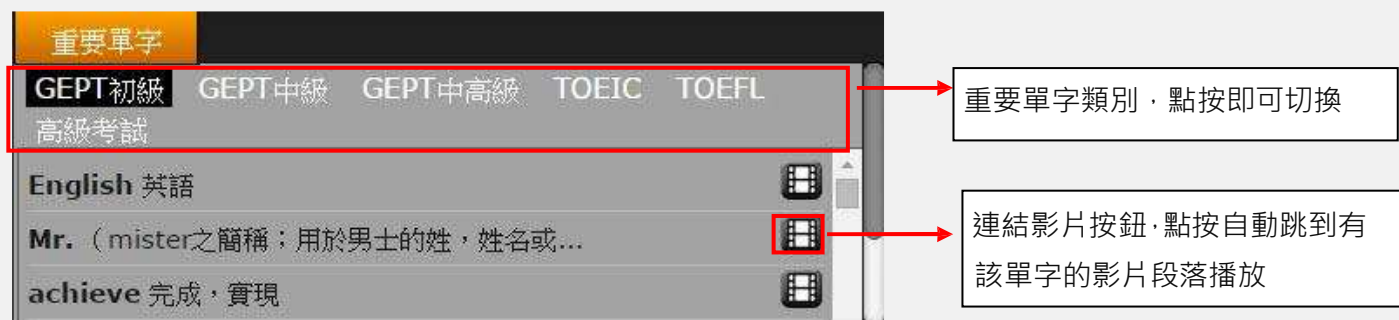 重要單字
GEPT初級 GEPT中級 GEPT中高級 TOEIC TOEFL
高級考試
English 英語
Mr. （mister之簡稱；用於男士的姓，姓名或...
achieve 完成，實現
重要單字類別，點按即可切換
連結影片按鈕，點按自動跳到有
該單字的影片段落播放